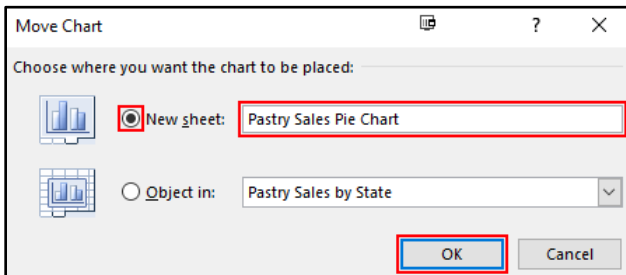 Move Chart ?
Choose where you want the chart to be placed:
New sheet: Pastry Sales Pie Chart
Object in: Pastry Sales by State
OK Cancel